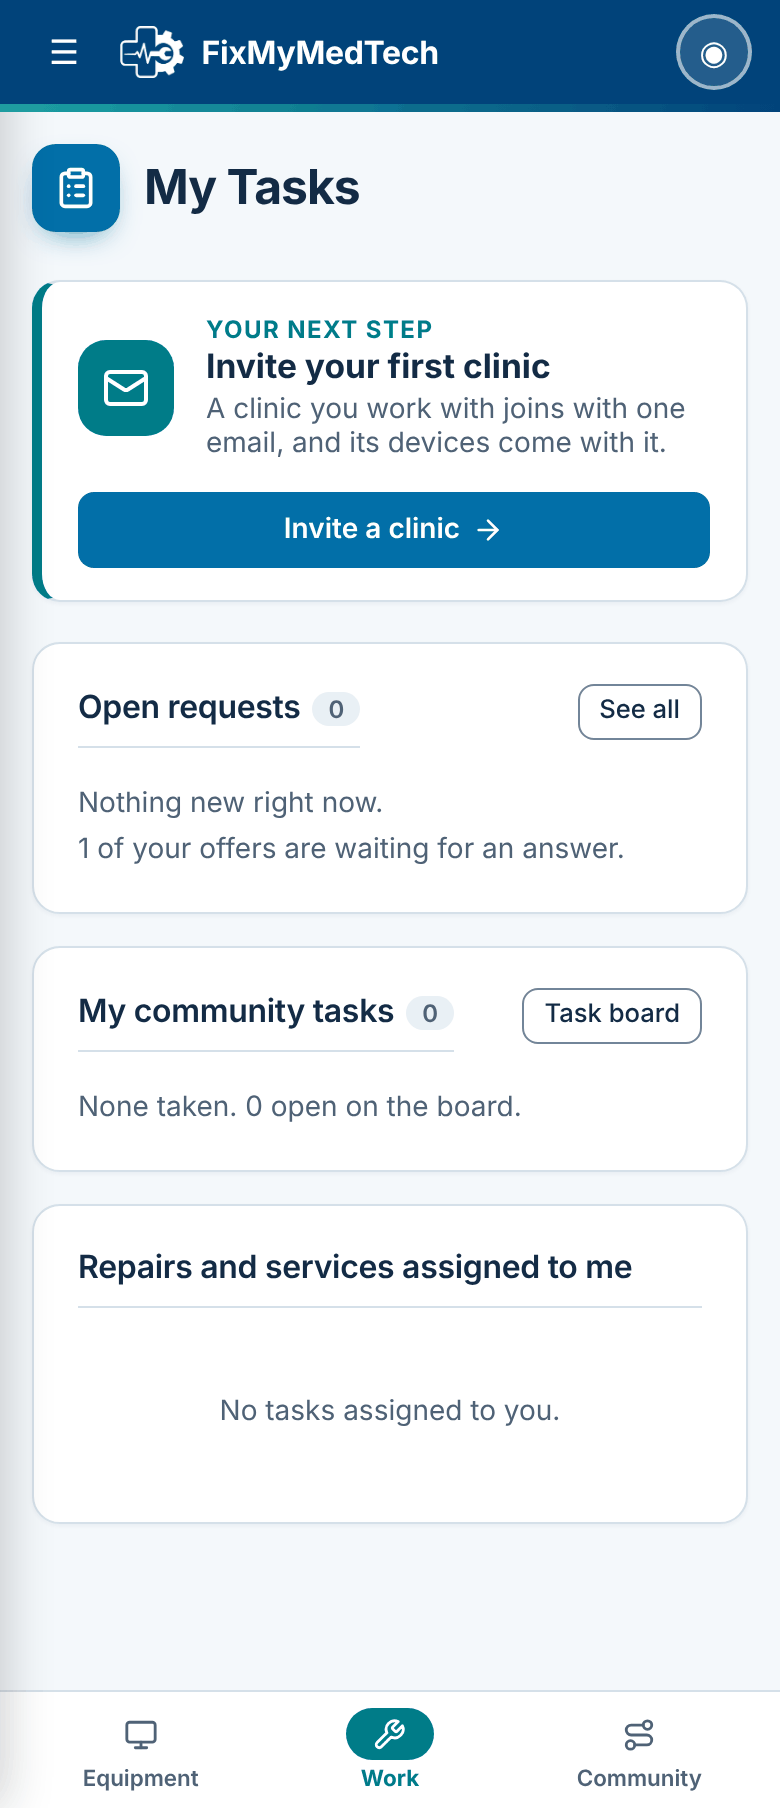 FixMyMedTech
My Tasks
YOUR NEXT STEP
Invite your first clinic
A clinic you work with joins with one
email, and its devices come with it.
Invite a clinic →
Open requests 0
See all
Nothing new right now.
1 of your offers are waiting for an answer.
My community tasks 0
Task board
None taken. 0 open on the board.
Repairs and services assigned to me
No tasks assigned to you.
Equipment
Work
Community